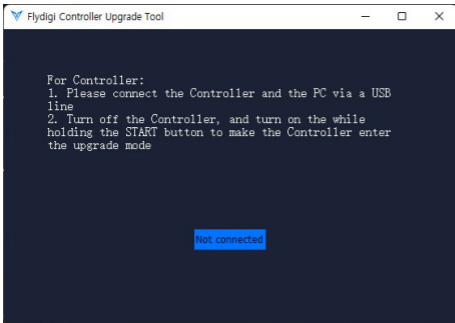 Flydigi Controller Upgrade Tool
For Controller:
1. Please connect the Controller and the PC via a USB
line
2. Turn off the Controller, and turn on the while
holding the START button to make the Controller enter
the upgrade mode
Not connected